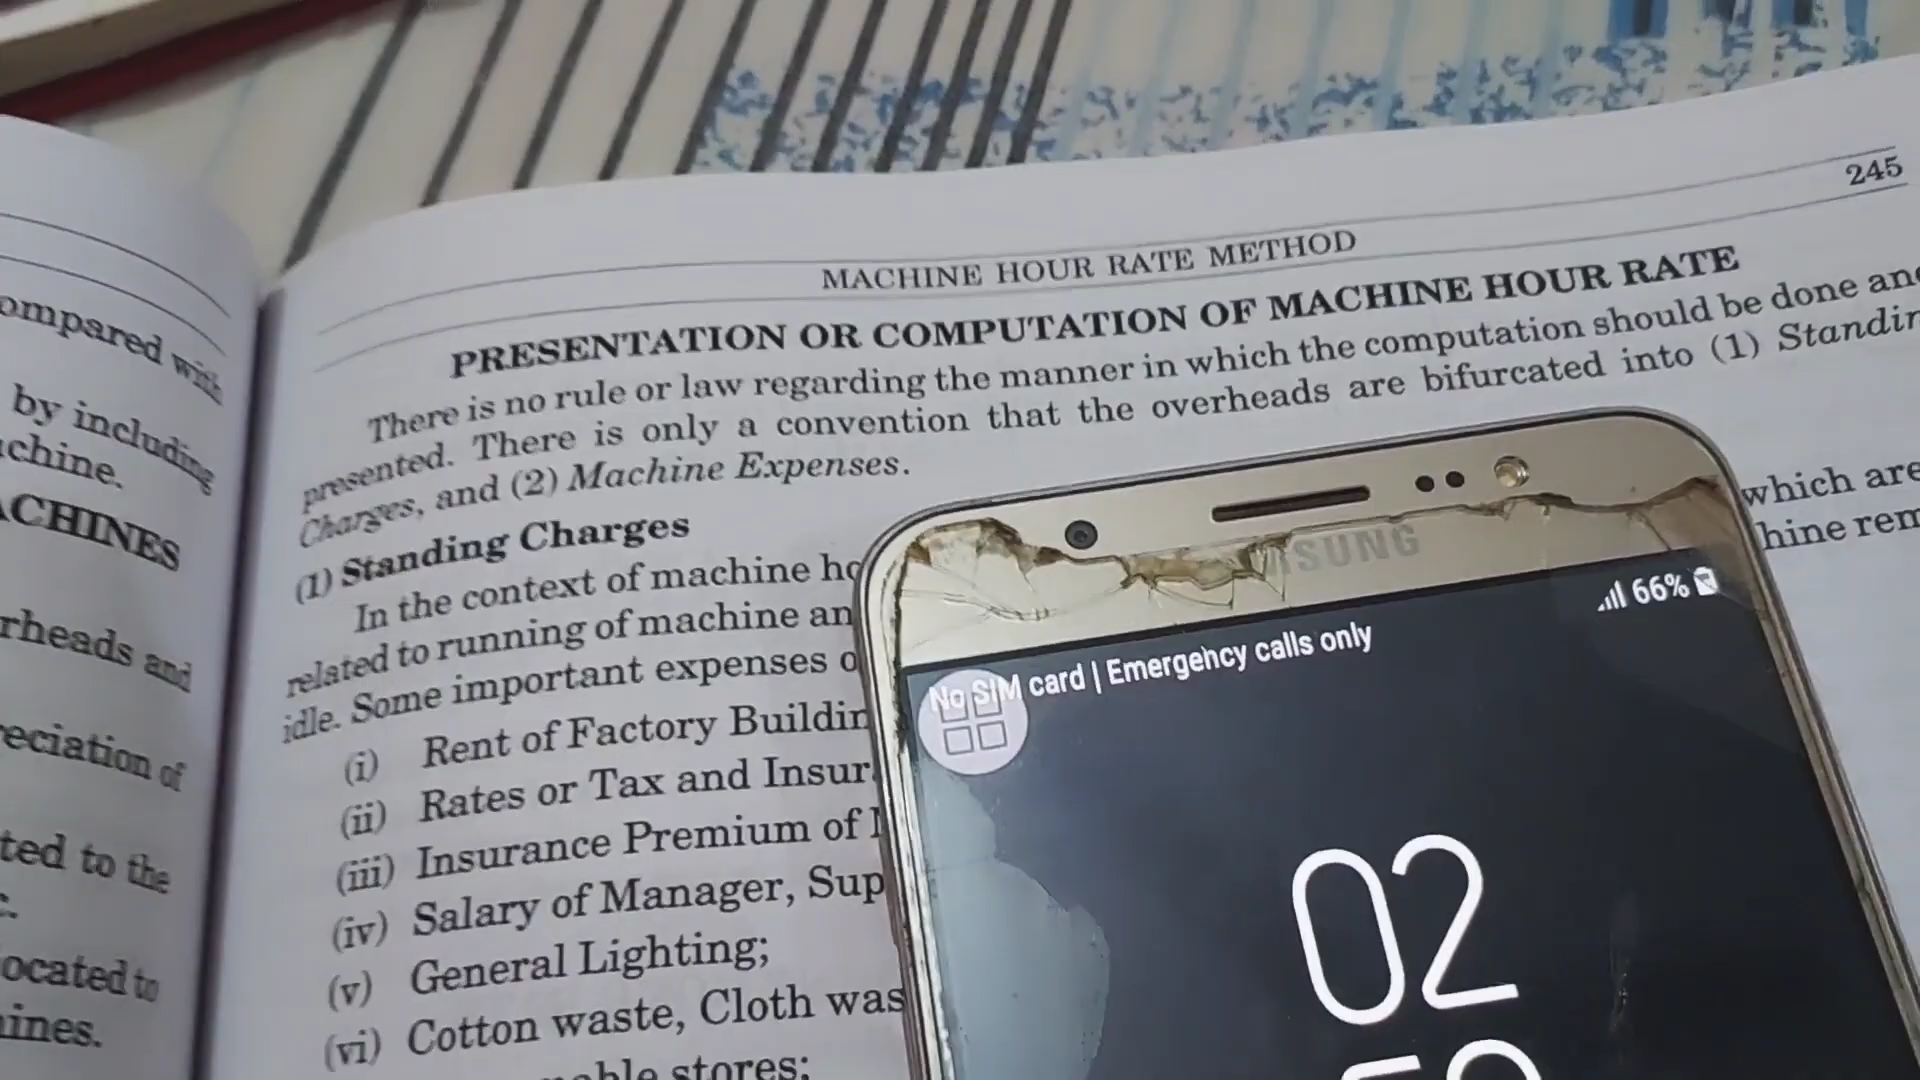 ompared with
by including
chine.
ACHINES
rheads and
eciation of
ted to the
ocated to
ines.
245
MACHINE HOUR RATE METHOD
PRESENTATION OR COMPUTATION OF MACHINE HOUR RATE
There is no rule or law regarding the manner in which the computation should be done and
presented. There is only a convention that the overheads are bifurcated into (1) Standin
Charges, and (2) Machine Expenses.
(1) Standing Charges
In the context of machine ho which are
related to running of machine an hine rem
idle. Some important expenses o
(i) Rent of Factory Buildin
(ii) Rates or Tax and Insur
(iii) Insurance Premium of
(iv) Salary of Manager, Sup
(v) General Lighting;
(vi) Cotton waste, Cloth was
able stores;
SUNG
66%
No SIM card | Emergency calls only
02